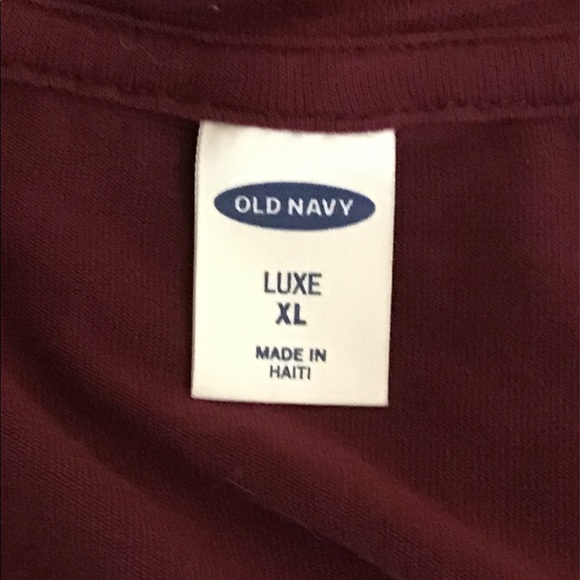 OLD NAVY
LUXE
XL
MADE IN
HAITI